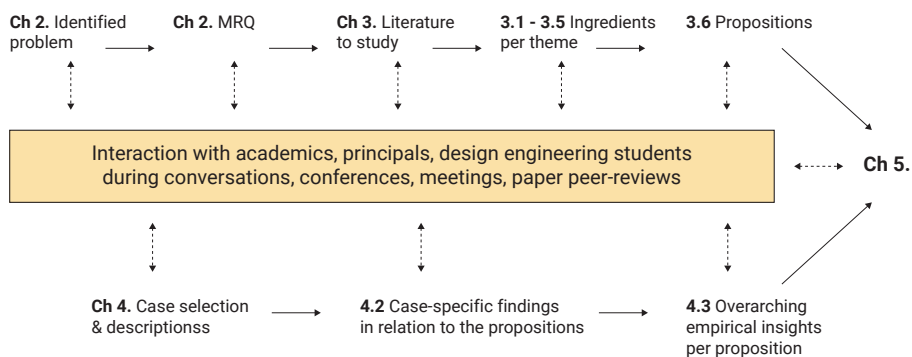 Ch 2. Identified
problem
Ch 2. MRQ
Ch 3. Literature
to study
3.1 - 3.5 Ingredients
per theme
3.6 Propositions
Interaction with academics, principals, design engineering students
during conversations, conferences, meetings, paper peer-reviews
Ch 5.
Ch 4. Case selection
& descriptionss
4.2 Case-specific findings
in relation to the propositions
4.3 Overarching
empirical insights
per proposition